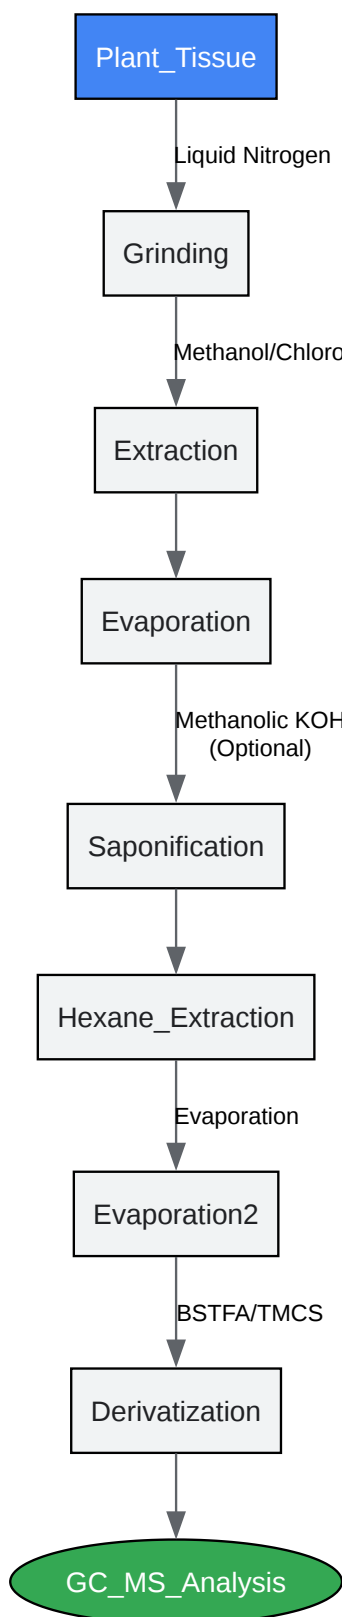 Plant_Tissue
Liquid Nitrogen
Grinding
Methanol/Chloro
Extraction
Evaporation
Methanolic KOH
(Optional)
Saponification
Hexane_Extraction
Evaporation
Evaporation2
BSTFA/TMCS
Derivatization
GC_MS_Analysis